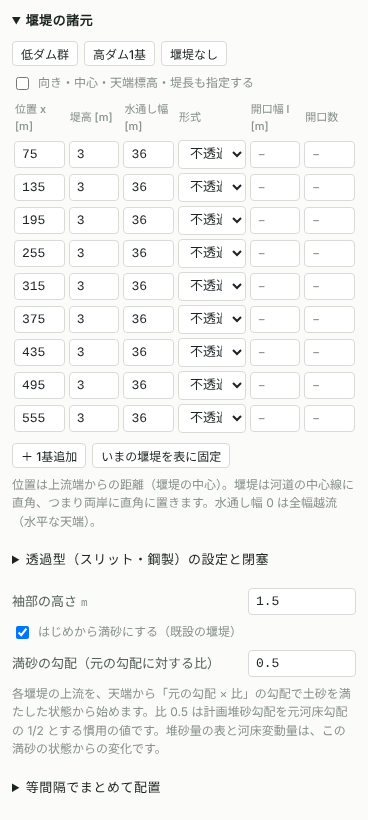 ▼ 堰堤の諸元
低ダム群 高ダム1基 堰堤なし
向き・中心・天端標高・堤長も指定する
位置 x [m] 堤高 [m] 水通し幅 [m] 形式 開口幅 l [m] 開口数
75 3 36 不透 – –
135 3 36 不透 – –
195 3 36 不透 – –
255 3 36 不透 – –
315 3 36 不透 – –
375 3 36 不透 – –
435 3 36 不透 – –
495 3 36 不透 – –
555 3 36 不透 – –
＋ 1基追加 いまの堰堤を表に固定
位置は上流端からの距離（堰堤の中心）。堰堤は河道の中心線に
直角、つまり両岸に直角に置きます。水通し幅 0 は全幅越流
（水平な天端）。
▶ 透過型（スリット・鋼製）の設定と閉塞
袖部の高さ m 1.5
はじめから満砂にする（既設の堰堤）
満砂の勾配（元の勾配に対する比） 0.5
各堰堤の上流を、天端から「元の勾配 × 比」の勾配で土砂を満
たした状態から始めます。比 0.5 は計画堆砂勾配を元河床勾配
の 1/2 とする慣用の値です。堆砂量の表と河床変動量は、この
満砂の状態からの変化です。
▶ 等間隔でまとめて配置